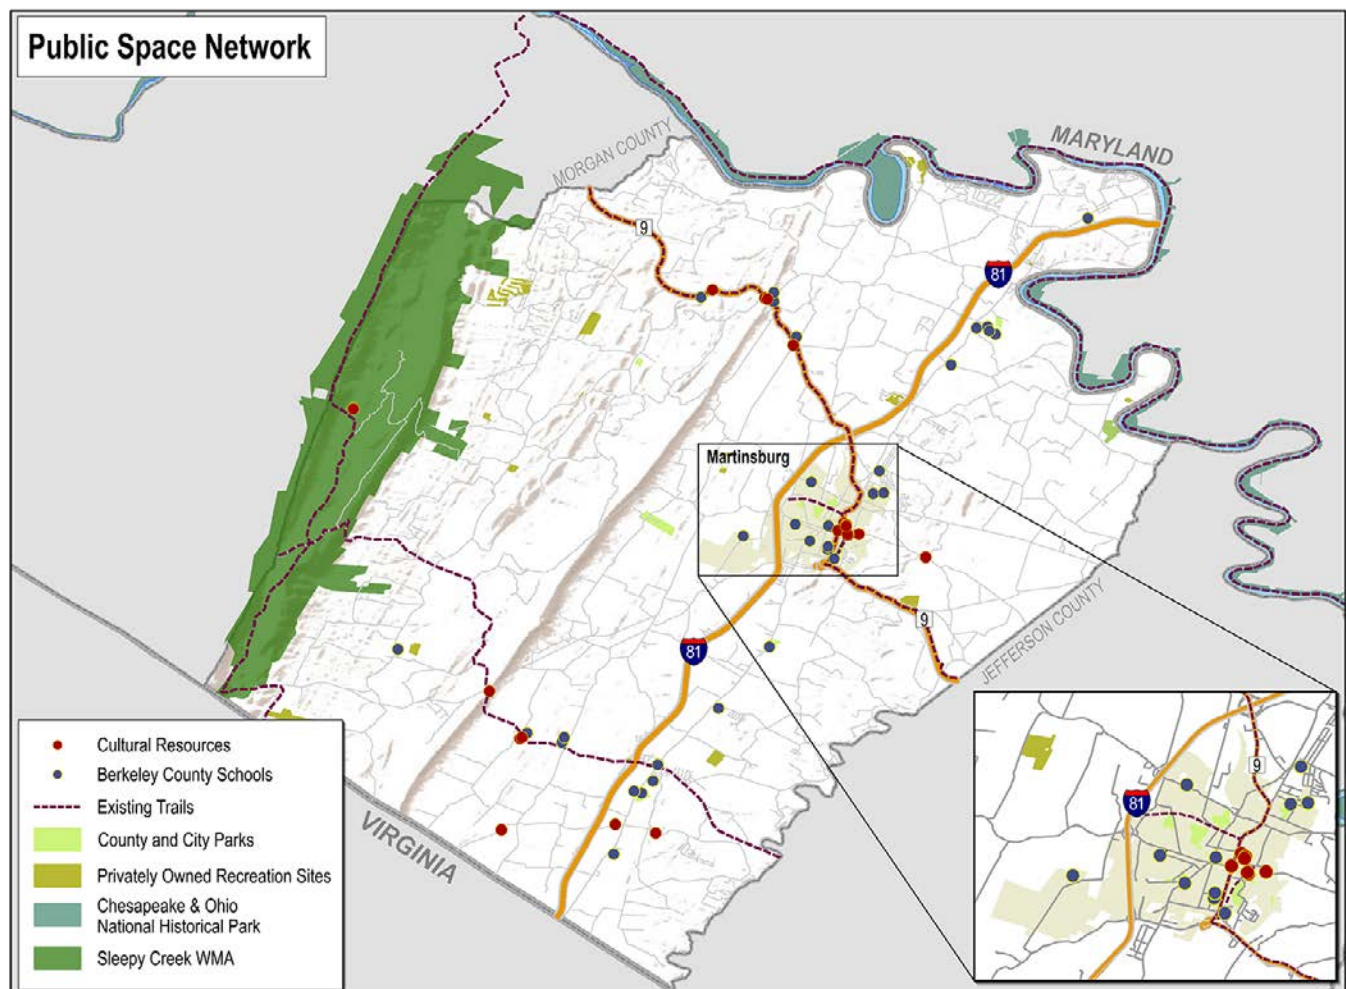 Public Space Network
MORGAN COUNTY
MARYLAND
9
81
Martinsburg
9
JEFFERSON COUNTY
81
VIRGINIA
Cultural Resources
Berkeley County Schools
Existing Trails
County and City Parks
Privately Owned Recreation Sites
Chesapeake & Ohio
National Historical Park
Sleepy Creek WMA
9
81